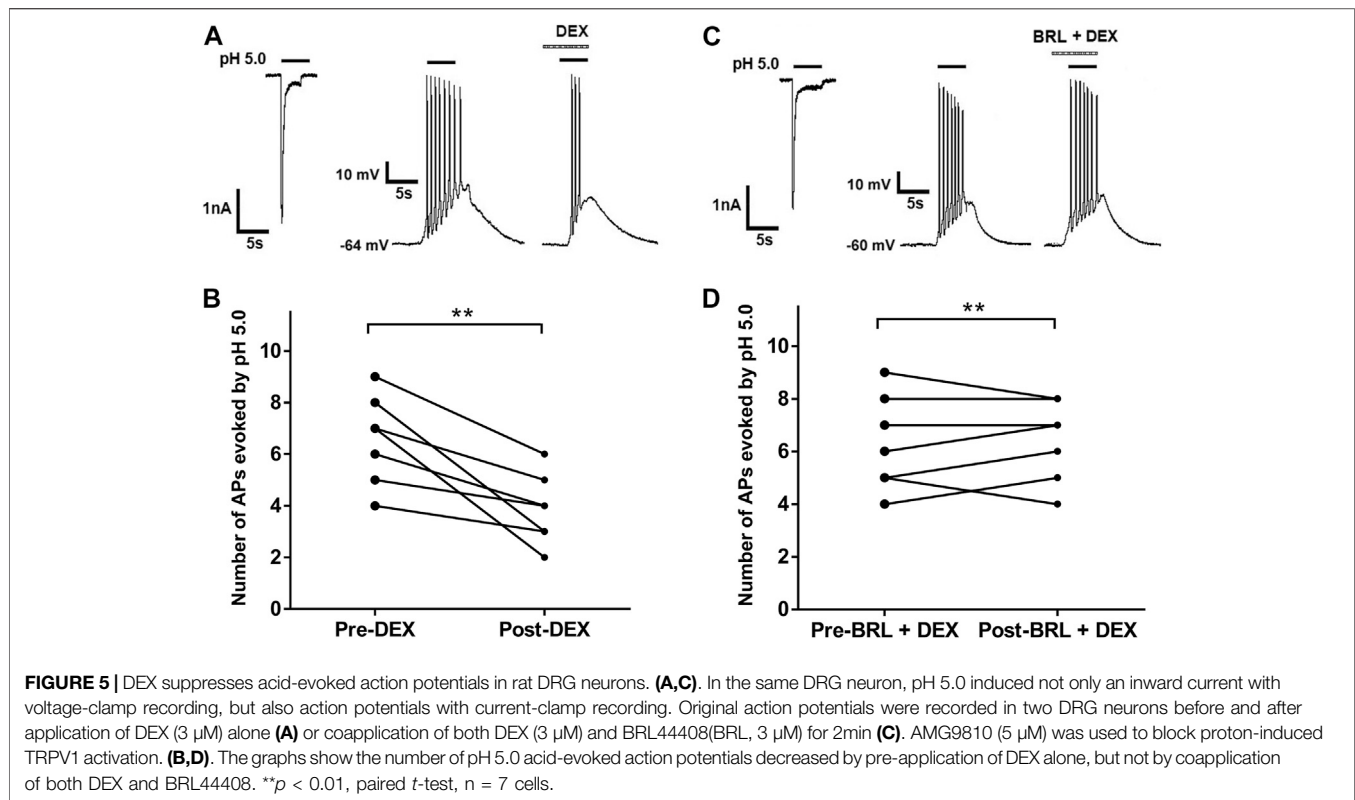 A
DEX
pH 5.0
10 mV
5s
1nA
5s
-64 mV
C
BRL + DEX
pH 5.0
10 mV
5s
1nA
5s
-60 mV
B
**
Number of APs evoked by pH 5.0
10
8
6
4
2
0
Pre-DEX Post-DEX
D
**
Number of APs evoked by pH 5.0
10
8
6
4
2
0
Pre-BRL + DEX Post-BRL + DEX
FIGURE 5 | DEX suppresses acid-evoked action potentials in rat DRG neurons. (A,C). In the same DRG neuron, pH 5.0 induced not only an inward current with
voltage-clamp recording, but also action potentials with current-clamp recording. Original action potentials were recorded in two DRG neurons before and after
application of DEX (3 μM) alone (A) or coapplication of both DEX (3 μM) and BRL44408(BRL, 3 μM) for 2min (C). AMG9810 (5 μM) was used to block proton-induced
TRPV1 activation. (B,D). The graphs show the number of pH 5.0 acid-evoked action potentials decreased by pre-application of DEX alone, but not by coapplication
of both DEX and BRL44408. **p < 0.01, paired t-test, n = 7 cells.